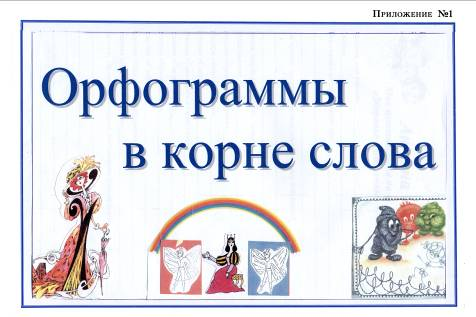 Приложение №1
Орфограммы
в корне слова